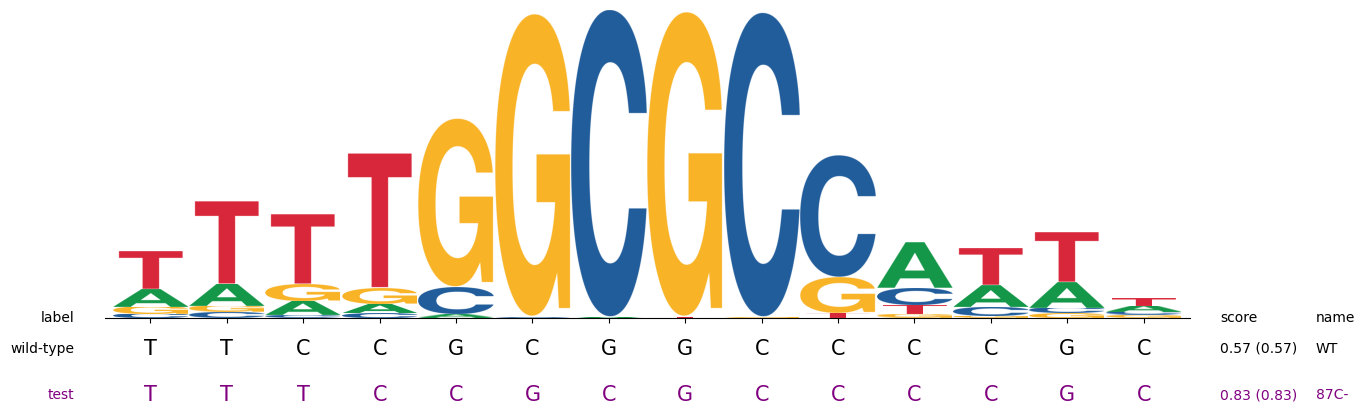 T T T T G G C G C C A T T T
A A G G C G C A A A
G G A A A T T C C C
C C C G G G G
label score name
wild-type T T C C G C G G C C C C G C 0.57 (0.57) WT
test T T T C C G C G C C C C G C 0.83 (0.83) 87C-